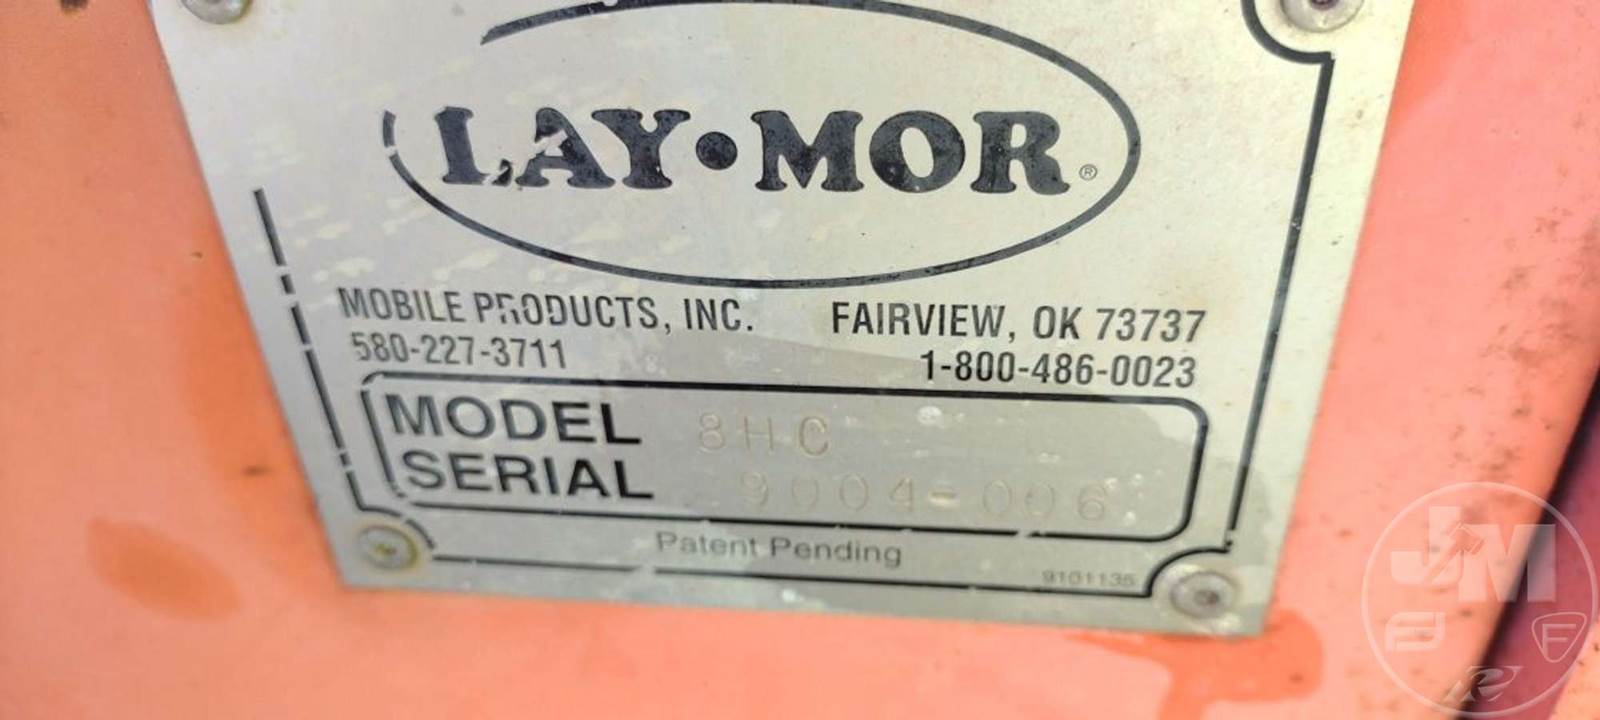 LAY•MOR®
MOBILE PRODUCTS, INC. FAIRVIEW, OK 73737
580-227-3711 1-800-486-0023
MODEL 8HC
SERIAL 9004-006
Patent Pending
9101135
JM